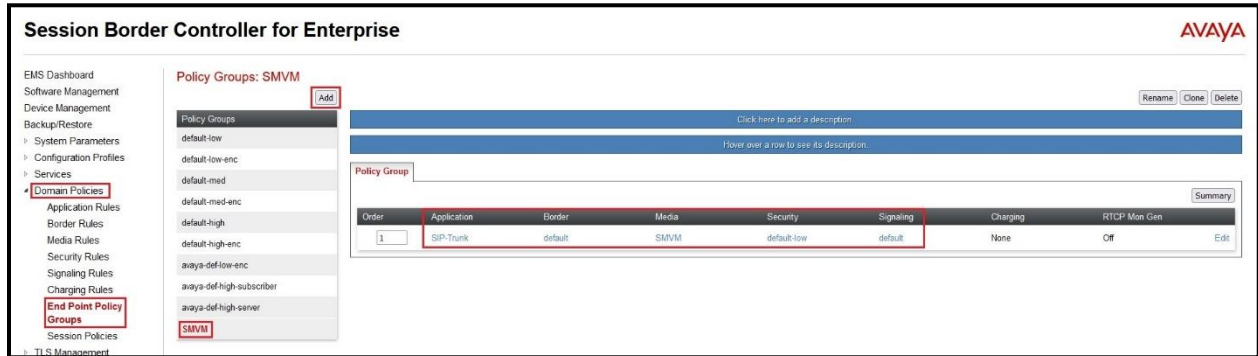 Session Border Controller for Enterprise
AVAYA
EMS Dashboard
Software Management
Device Management
Backup/Restore
System Parameters
Configuration Profiles
Services
Domain Policies
Application Rules
Border Rules
Media Rules
Security Rules
Signaling Rules
Charging Rules
End Point Policy
Groups
Session Policies
TLS Management
Policy Groups: SMVM
Add
Rename Clone Delete
Policy Groups
default-low
default-low-enc
default-med
default-med-enc
default-high
default-high-enc
avaya-def-low-enc
avaya-def-high-subscriber
avaya-def-high-server
SMVM
Click here to add a description.
Hover over a row to see its description.
Policy Group
Summary
Order Application Border Media Security Signaling Charging RTCP Mon Gen
1 SIP-Trunk default SMVM default-low default None Off Edit